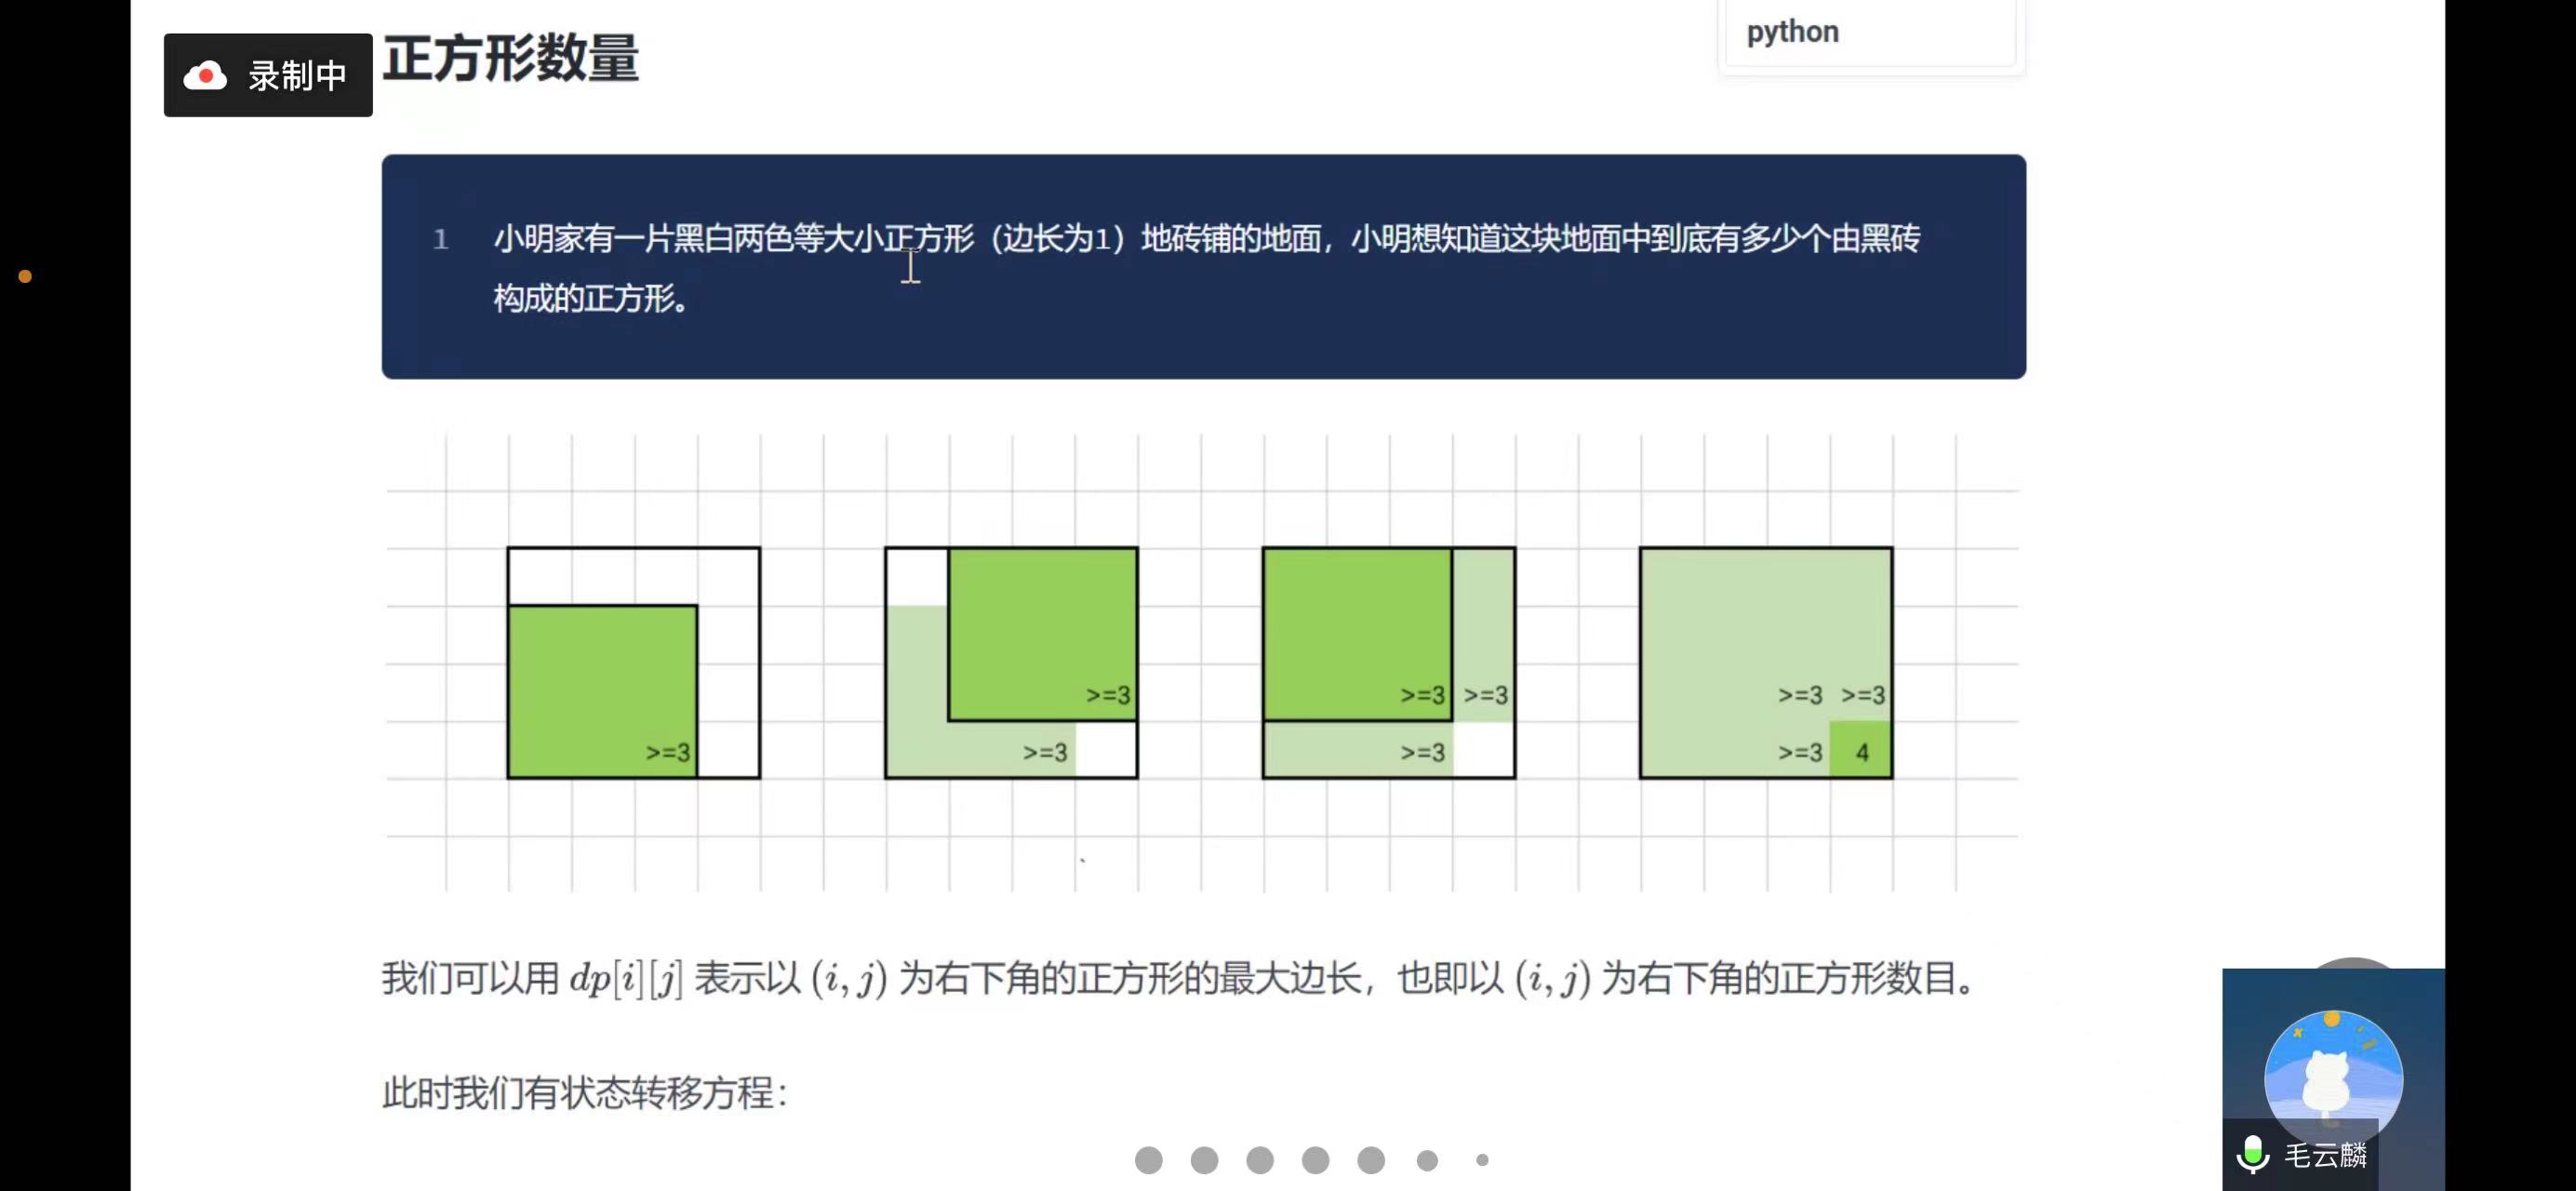 正方形数量
python
录制中
1 小明家有一片黑白两色等大小正方形（边长为1）地砖铺的地面，小明想知道这块地面中到底有多少个由黑砖
构成的正方形。
>=3
>=3
>=3
>=3 >=3
>=3
>=3 >=3
>=3 4
我们可以用 dp[i][j] 表示以 (i, j) 为右下角的正方形的最大边长，也即以 (i, j) 为右下角的正方形数目。
此时我们有状态转移方程：
毛云麟